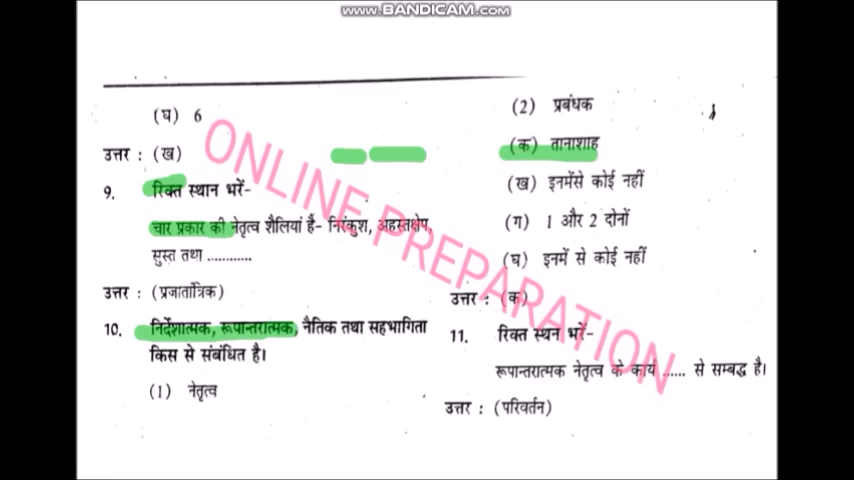 www.BANDICAM.com
(घ) 6
उत्तर : (ख)
9. रिक्त स्थान भरें-
चार प्रकार की नेतृत्व शैलियां है- निरंकुश, अहस्तक्षेप,
सुस्त तथा ............
उत्तर : (प्रजातांत्रिक)
10. निर्देशात्मक, रूपान्तरात्मक, नैतिक तथा सहभागिता
किस से संबंधित है।
(1) नेतृत्व
(2) प्रबंधक
(क) तानाशाह
(ख) इनमेंसे कोई नहीं
(ग) 1 और 2 दोनों
(घ) इनमें से कोई नहीं
उत्तर : (क)
11. रिक्त स्थन भरें-
रूपान्तरात्मक नेतृत्व के कार्य ...... से सम्बद्ध है।
उत्तर : (परिवर्तन)
ONLINE PREPARATION